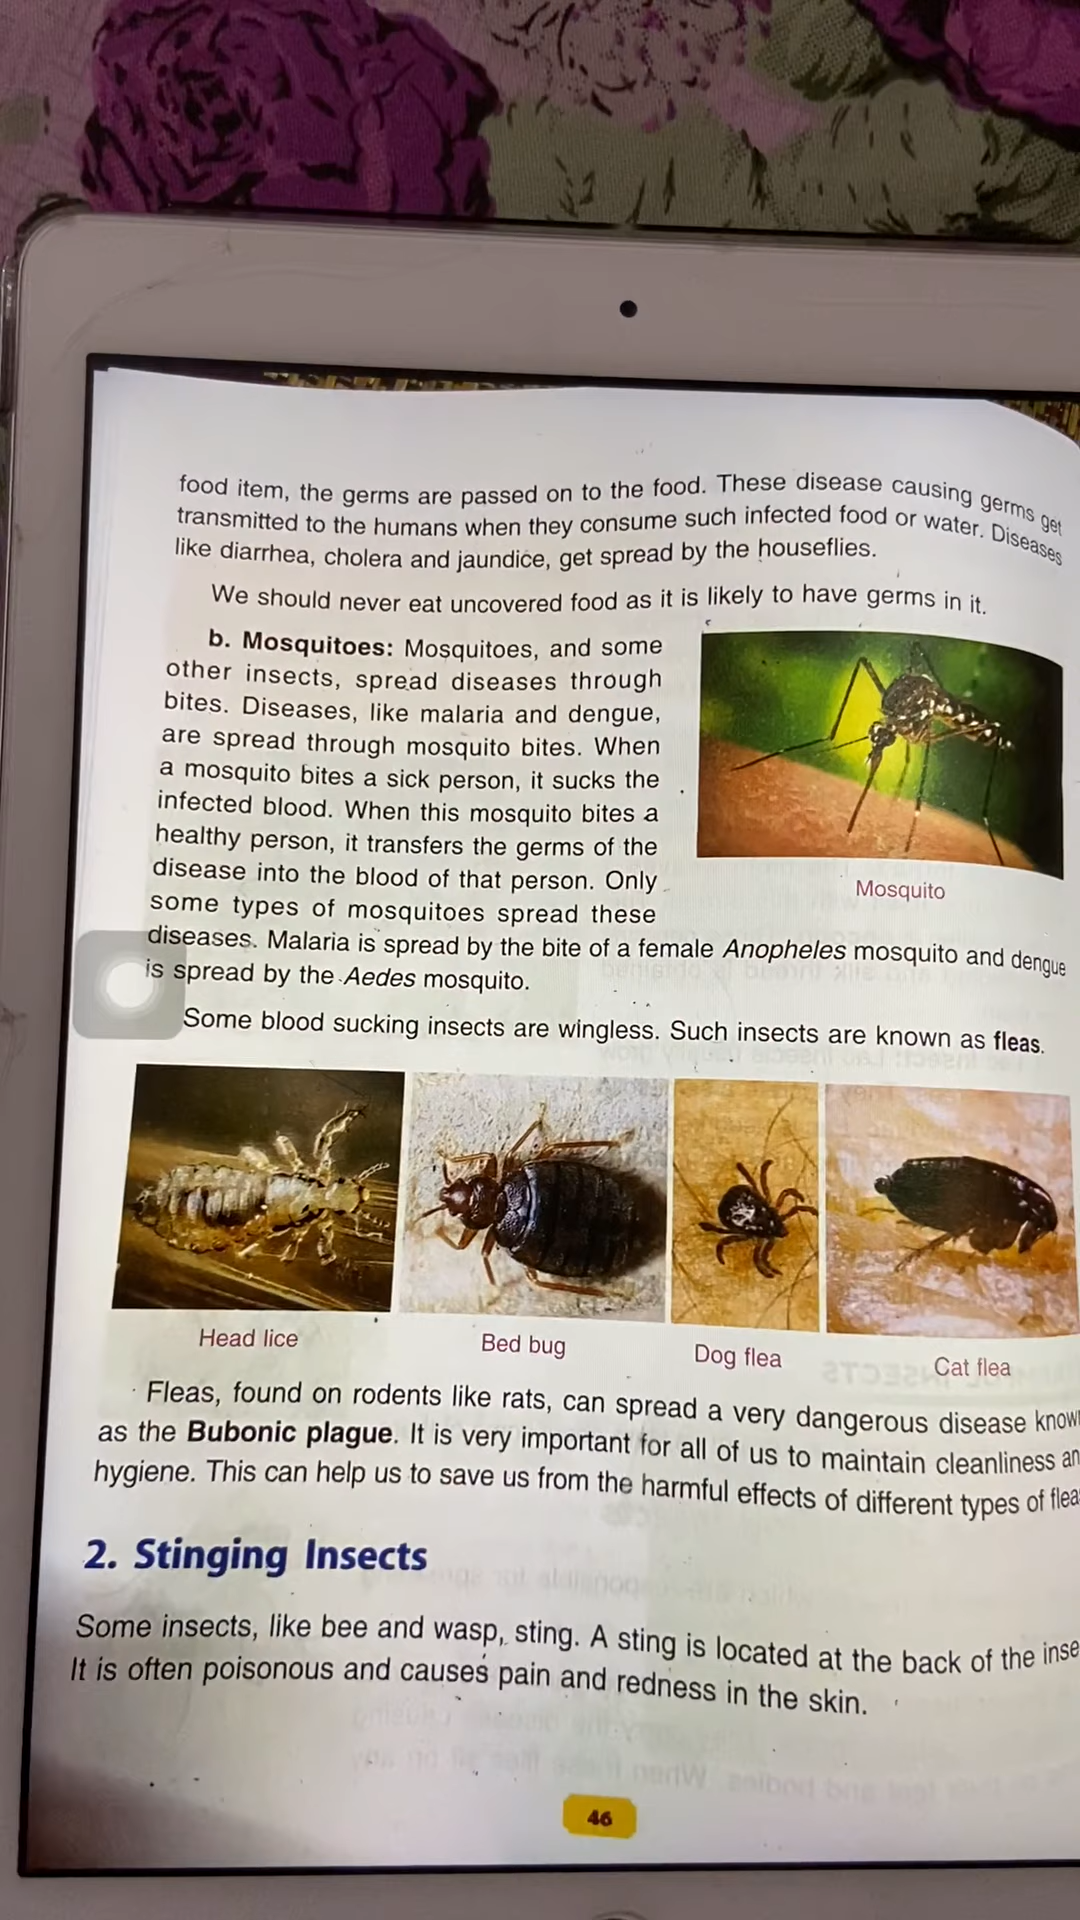 food item, the germs are passed on to the food. These disease causing germs get
transmitted to the humans when they consume such infected food or water. Diseases
like diarrhea, cholera and jaundice, get spread by the houseflies.
We should never eat uncovered food as it is likely to have germs in it.
b. Mosquitoes: Mosquitoes, and some
other insects, spread diseases through
bites. Diseases, like malaria and dengue,
are spread through mosquito bites. When
a mosquito bites a sick person, it sucks the
infected blood. When this mosquito bites a
healthy person, it transfers the germs of the
disease into the blood of that person. Only
some types of mosquitoes spread these
diseases. Malaria is spread by the bite of a female Anopheles mosquito and dengue
is spread by the Aedes mosquito.
Mosquito
Some blood sucking insects are wingless. Such insects are known as fleas.
Head lice
Bed bug
Dog flea
Cat flea
Fleas, found on rodents like rats, can spread a very dangerous disease know
as the Bubonic plague. It is very important for all of us to maintain cleanliness an
hygiene. This can help us to save us from the harmful effects of different types of flea
2. Stinging Insects
Some insects, like bee and wasp, sting. A sting is located at the back of the inse
It is often poisonous and causes pain and redness in the skin.
46